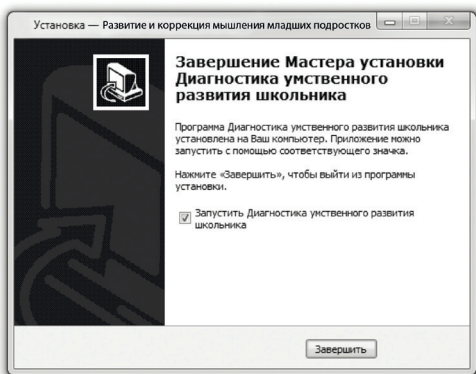 Установка — Развитие и коррекция мышления младших подростков
Завершение Мастера установки
Диагностика умственного
развития школьника
Программа Диагностика умственного развития школьника
установлена на Ваш компьютер. Приложение можно
запустить с помощью соответствующего значка.
Нажмите «Завершить», чтобы выйти из программы
установки.
Запустить Диагностика умственного развития
школьника
Завершить